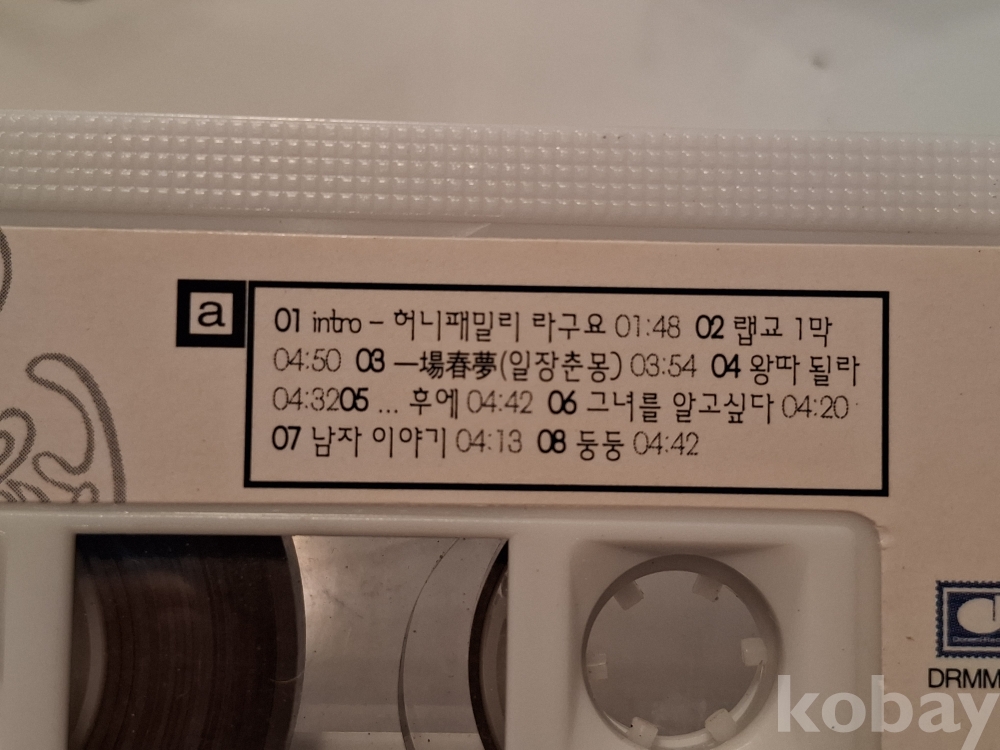 a
01 intro - 허니패밀리 라구요 01:48 02 랩교 1막
04:50 03 一場春夢(일장춘몽) 03:54 04 왕따 될라
04:32 05 ... 후에 04:42 06 그녀를 알고싶다 04:20
07 남자 이야기 04:13 08 둥둥 04:42
DRMM
kobay